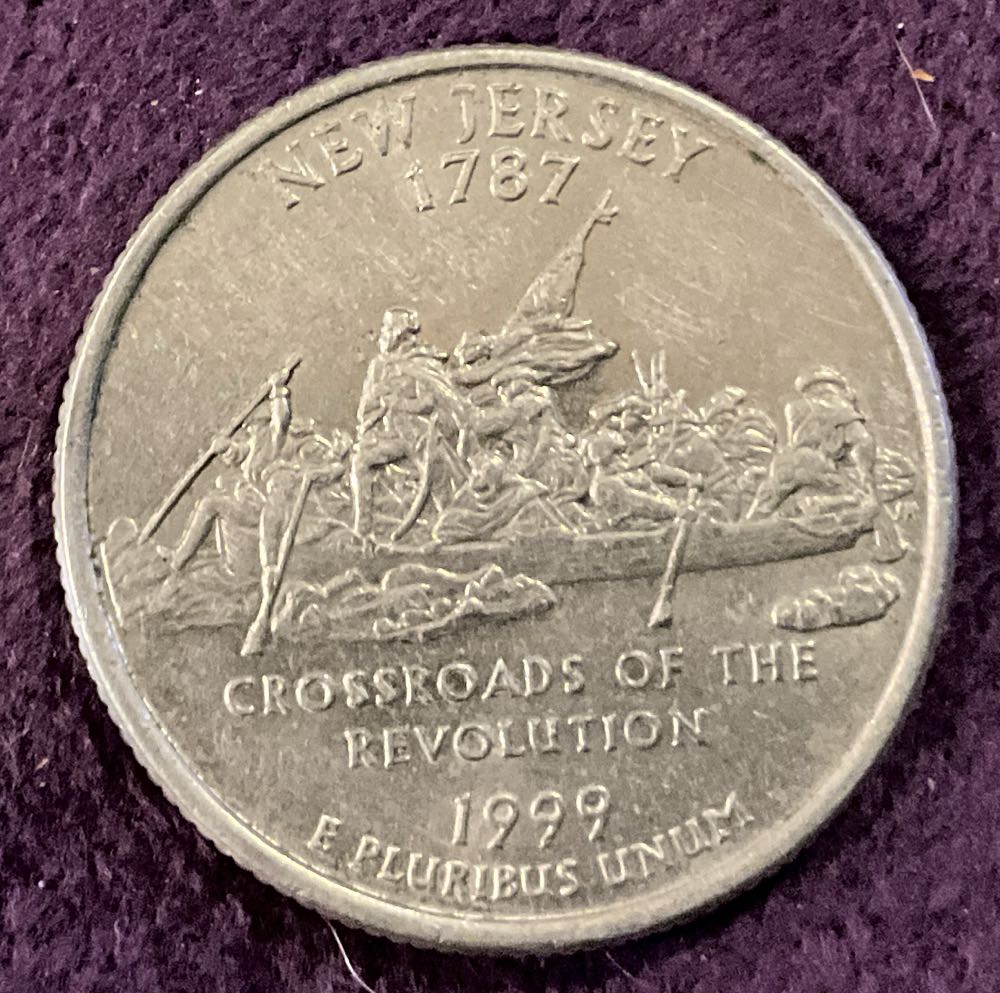 NEW JERSEY
1787
CROSSROADS OF THE
REVOLUTION
1999
E PLURIBUS UNUM